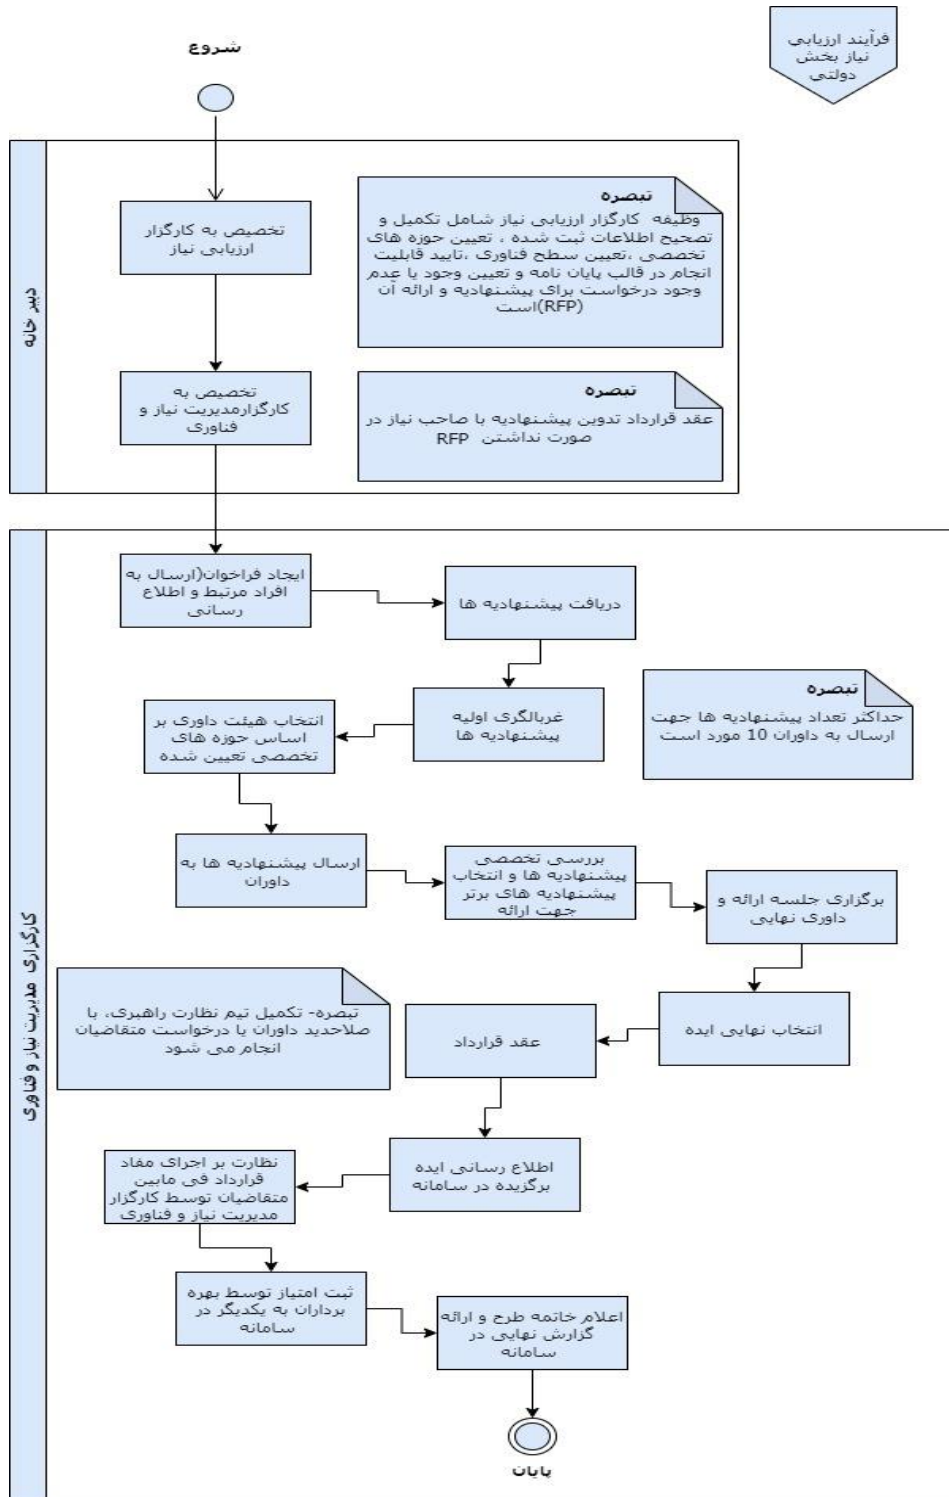 فرآیند ارزیابی
نیاز بخش
دولتی
شروع
دبیر خانه
تخصیص به کارگزار
ارزیابی نیاز
تبصره
وظیفه کارگزار ارزیابی نیاز شامل تکمیل و
تصحیح اطلاعات ثبت شده ، تعیین حوزه های
تخصصی ،تعیین سطح فناوری ،تایید قابلیت
انجام در قالب پایان نامه و تعیین وجود یا عدم
وجود درخواست برای پیشنهادیه و ارائه آن
(RFP)است
تخصیص به
کارگزارمدیریت نیاز و
فناوری
تبصره
عقد قرارداد تدوین پیشنهادیه با صاحب نیاز در
صورت نداشتن RFP
کارگزاری مدیریت نیاز و فناوری
ایجاد فراخوان(ارسال به
افراد مرتبط و اطلاع
رسانی
دریافت پیشنهادیه ها
غربالگری اولیه
پیشنهادیه ها
تبصره
حداکثر تعداد پیشنهادیه ها جهت
ارسال به داوران 10 مورد است
انتخاب هیئت داوری بر
اساس حوزه های
تخصصی تعیین شده
ارسال پیشنهادیه ها به
داوران
بررسی تخصصی
پیشنهادیه ها و انتخاب
پیشنهادیه های برتر
جهت ارائه
برگزاری جلسه ارائه و
داوری نهایی
انتخاب نهایی ایده
عقد قرارداد
تبصره- تکمیل تیم نظارت راهبری، با
صلاحدید داوران یا درخواست متقاضیان
انجام می شود
اطلاع رسانی ایده
برگزیده در سامانه
نظارت بر اجرای مفاد
قرارداد فی مابین
متقاضیان توسط کارگزار
مدیریت نیاز و فناوری
ثبت امتیاز توسط بهره
برداران به یکدیگر در
سامانه
اعلام خاتمه طرح و ارائه
گزارش نهایی در
سامانه
پایان